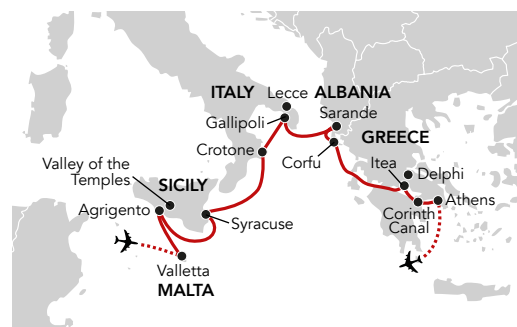 ITALY
Lecce
ALBANIA
Gallipoli
Sarande
GREECE
Crotone
Corfu
Itea
Delphi
Valley of the
Temples
SICILY
Agrigento
Athens
Corinth
Canal
Syracuse
Valletta
MALTA